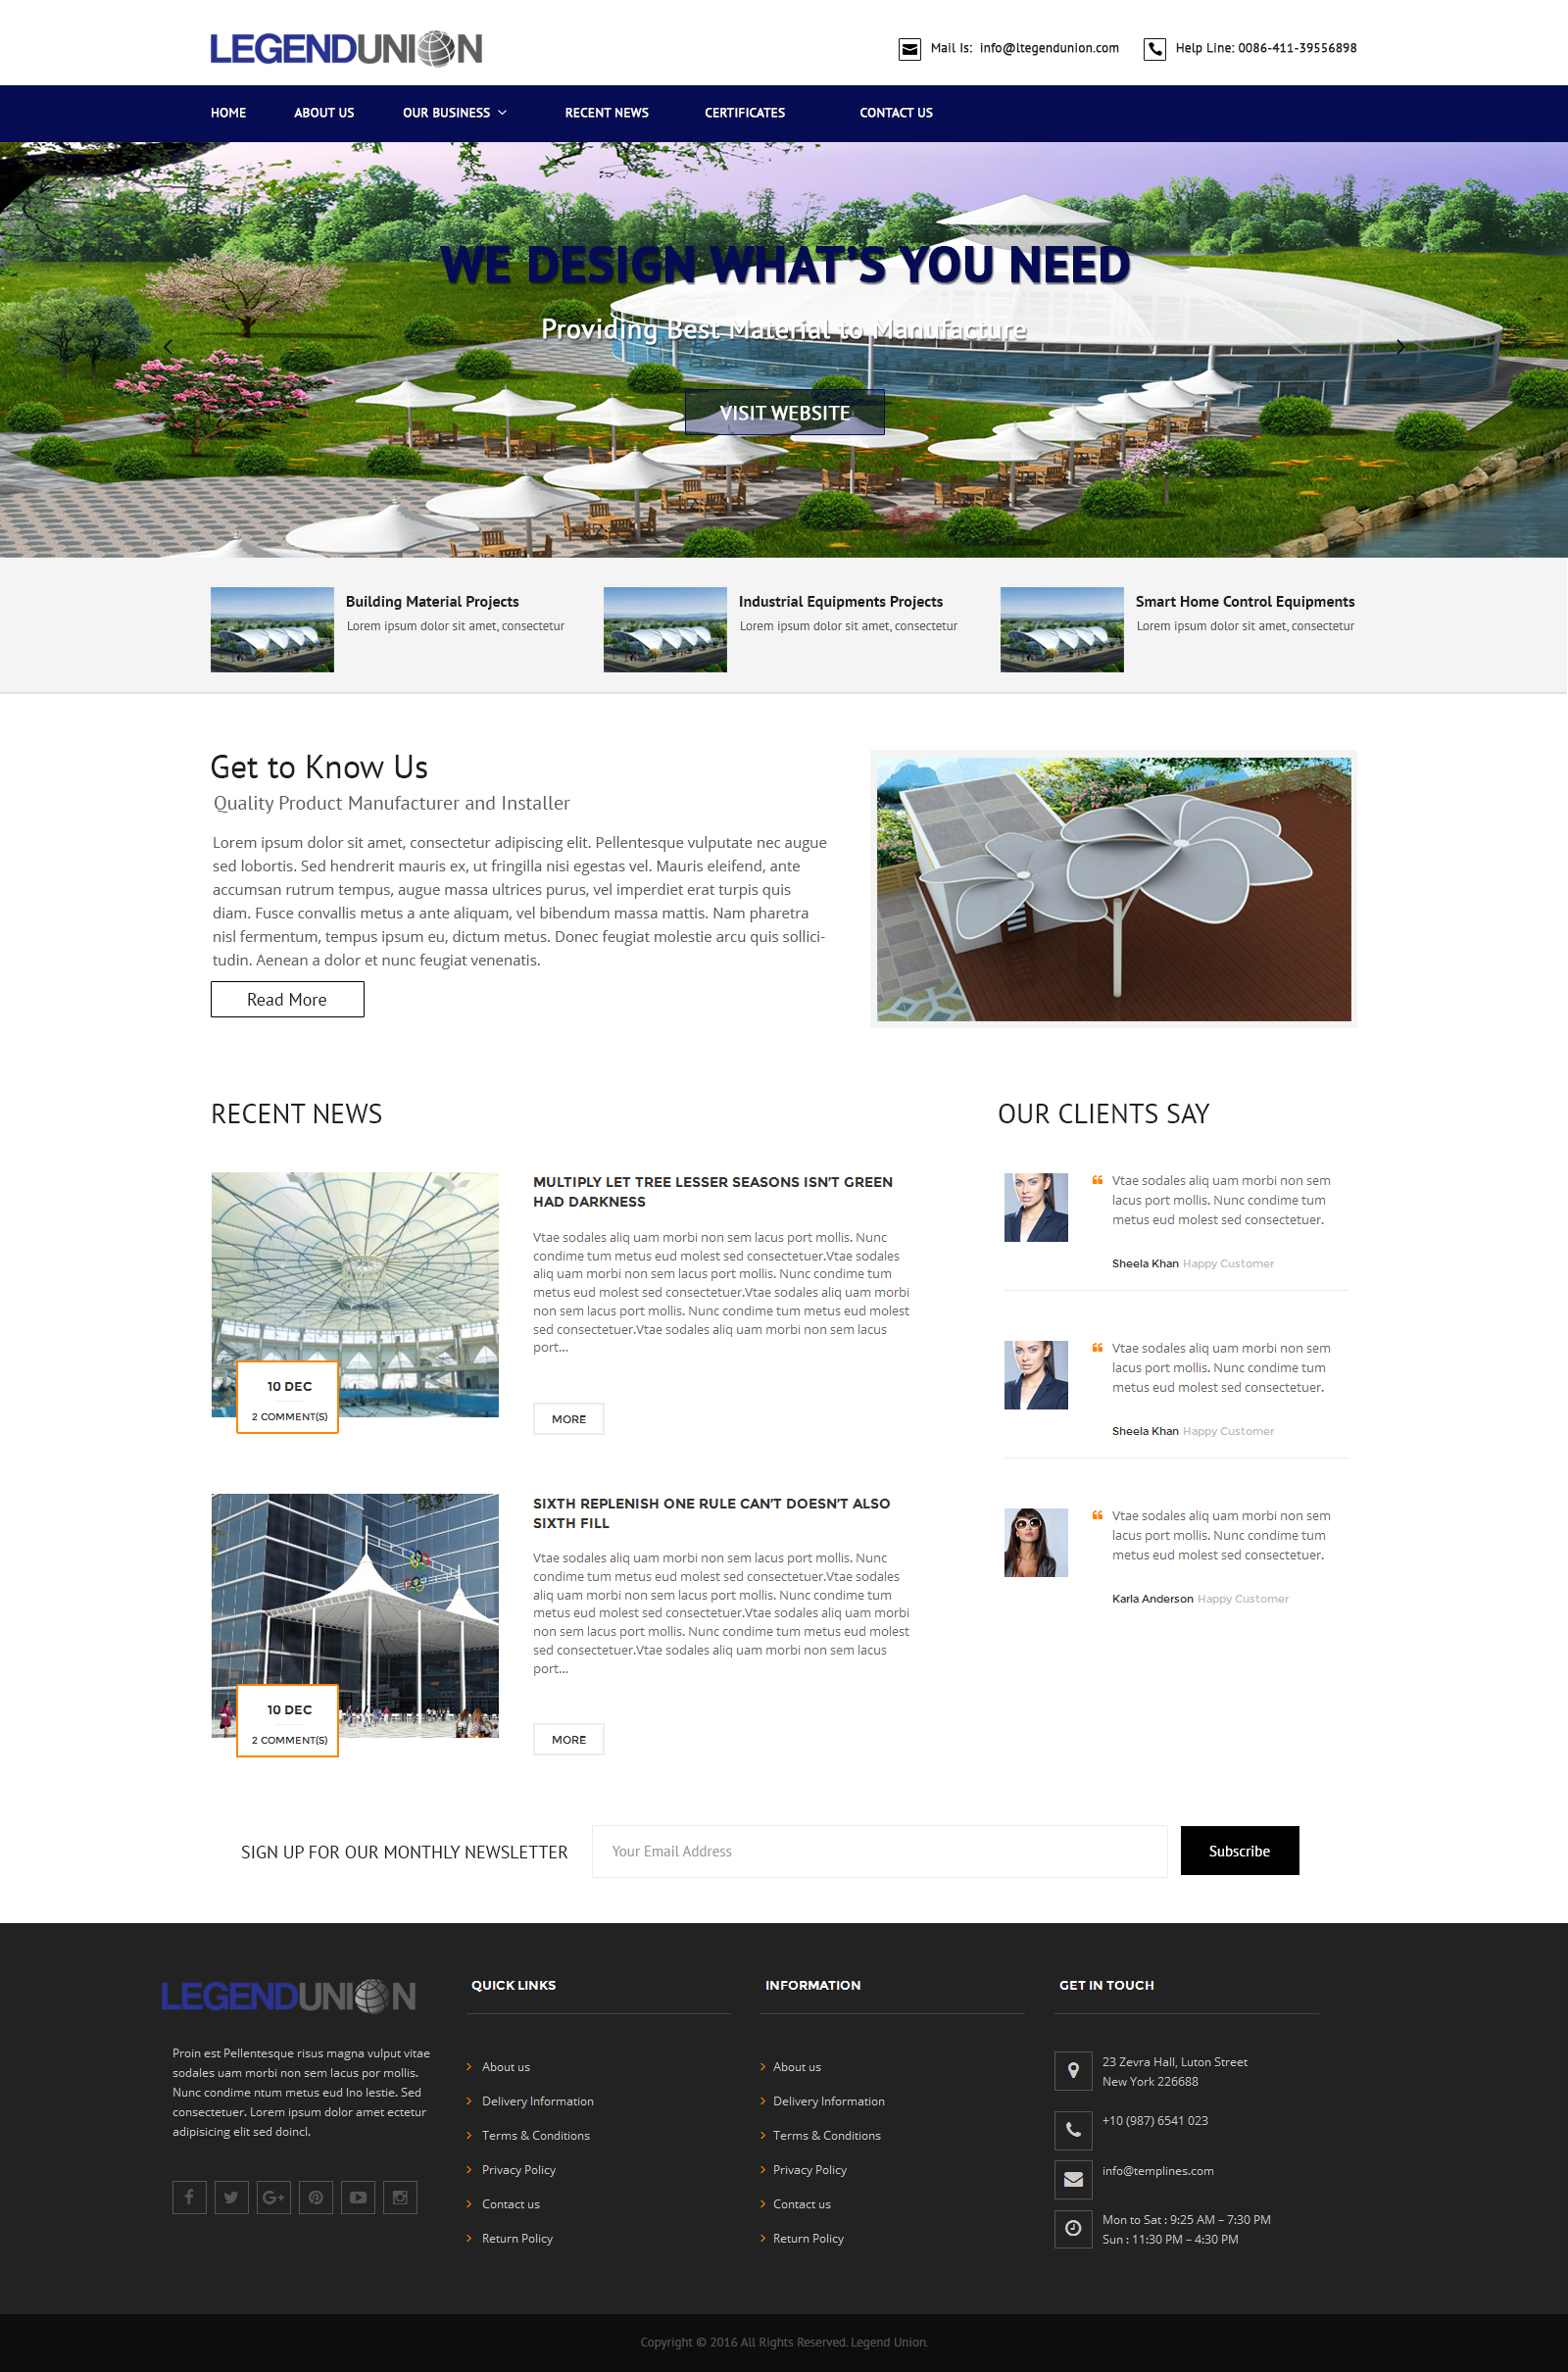 LEGENDUNION
Mail Is: info@ltegendunion.com
Help Line: 0086-411-39556898
HOME ABOUT US OUR BUSINESS RECENT NEWS CERTIFICATES CONTACT US
WE DESIGN WHAT'S YOU NEED
Providing Best Material to Manufacture
VISIT WEBSITE
Building Material Projects
Lorem ipsum dolor sit amet, consectetur
Industrial Equipments Projects
Lorem ipsum dolor sit amet, consectetur
Smart Home Control Equipments
Lorem ipsum dolor sit amet, consectetur
Get to Know Us
Quality Product Manufacturer and Installer
Lorem ipsum dolor sit amet, consectetur adipiscing elit. Pellentesque vulputate nec augue
sed lobortis. Sed hendrerit mauris ex, ut fringilla nisi egestas vel. Mauris eleifend, ante
accumsan rutrum tempus, augue massa ultrices purus, vel imperdiet erat turpis quis
diam. Fusce convallis metus a ante aliquam, vel bibendum massa mattis. Nam pharetra
nisl fermentum, tempus ipsum eu, dictum metus. Donec feugiat molestie arcu quis sollici-
tudin. Aenean a dolor et nunc feugiat venenatis.
Read More
RECENT NEWS
10 DEC
2 COMMENT(S)
MULTIPLY LET TREE LESSER SEASONS ISN'T GREEN
HAD DARKNESS
Vtae sodales aliq uam morbi non sem lacus port mollis. Nunc
condime tum metus eud molest sed consectetuer.Vtae sodales
aliq uam morbi non sem lacus port mollis. Nunc condime tum
metus eud molest sed consectetuer.Vtae sodales aliq uam morbi
non sem lacus port mollis. Nunc condime tum metus eud molest
sed consectetuer.Vtae sodales aliq uam morbi non sem lacus
port...
MORE
10 DEC
2 COMMENT(S)
SIXTH REPLENISH ONE RULE CAN'T DOESN'T ALSO
SIXTH FILL
Vtae sodales aliq uam morbi non sem lacus port mollis. Nunc
condime tum metus eud molest sed consectetuer.Vtae sodales
aliq uam morbi non sem lacus port mollis. Nunc condime tum
metus eud molest sed consectetuer.Vtae sodales aliq uam morbi
non sem lacus port mollis. Nunc condime tum metus eud molest
sed consectetuer.Vtae sodales aliq uam morbi non sem lacus
port...
MORE
OUR CLIENTS SAY
“ Vtae sodales aliq uam morbi non sem
lacus port mollis. Nunc condime tum
metus eud molest sed consectetuer.
Sheela Khan Happy Customer
“ Vtae sodales aliq uam morbi non sem
lacus port mollis. Nunc condime tum
metus eud molest sed consectetuer.
Sheela Khan Happy Customer
“ Vtae sodales aliq uam morbi non sem
lacus port mollis. Nunc condime tum
metus eud molest sed consectetuer.
Karla Anderson Happy Customer
SIGN UP FOR OUR MONTHLY NEWSLETTER
Your Email Address
Subscribe
LEGENDUNION
Proin est Pellentesque risus magna vulput vitae
sodales uam morbi non sem lacus por mollis.
Nunc condime ntum metus eud lno lestie. Sed
consectetuer. Lorem ipsum dolor amet ectetur
adipisicing elit sed doincl.
QUICK LINKS
About us
Delivery Information
Terms & Conditions
Privacy Policy
Contact us
Return Policy
INFORMATION
About us
Delivery Information
Terms & Conditions
Privacy Policy
Contact us
Return Policy
GET IN TOUCH
23 Zevra Hall, Luton Street
New York 226688
+10 (987) 6541 023
info@templines.com
Mon to Sat : 9:25 AM – 7:30 PM
Sun : 11:30 PM – 4:30 PM
Copyright © 2016 All Rights Reserved. Legend Union.